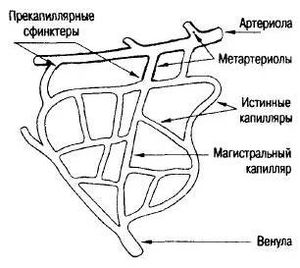 Прекапиллярные
сфинктеры
Артериола
Метартериолы
Истинные
капилляры
Магистральный
капилляр
Венула